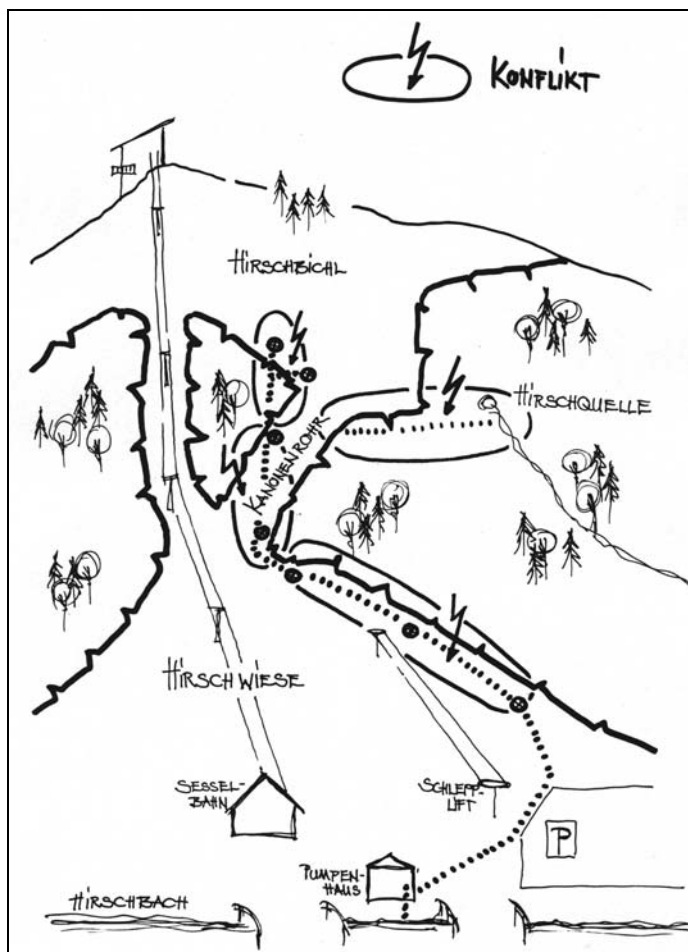 KONFLIKT
HIRSCHBICHL
HIRSCHQUELLE
KANONENROHR
HIRSCHWIESE
SESSEL-
BAHN
SCHLEPP-
LIFT
P
PUMPEN-
HAUS
HIRSCHBACH